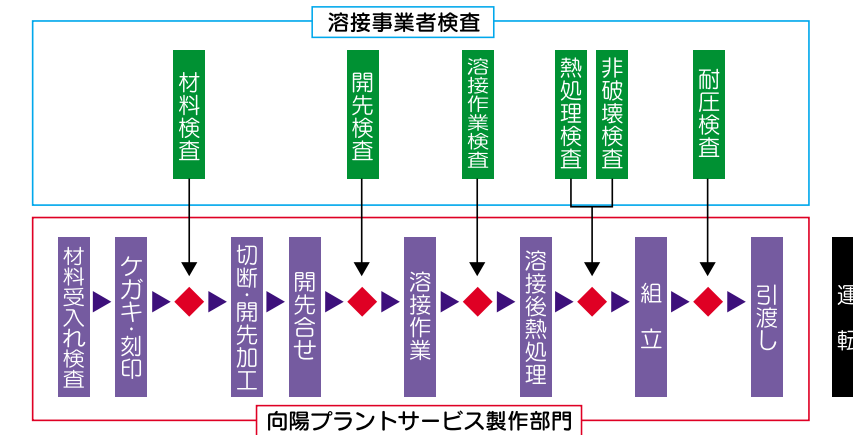 溶接事業者検査
材料検査
開先検査
溶接作業検査
熱処理検査
非破壊検査
耐圧検査
材料受入れ検査
ケガキ・刻印
切断・開先加工
開先合せ
溶接作業
溶接後熱処理
組立
引渡し
運転
向陽プラントサービス製作部門